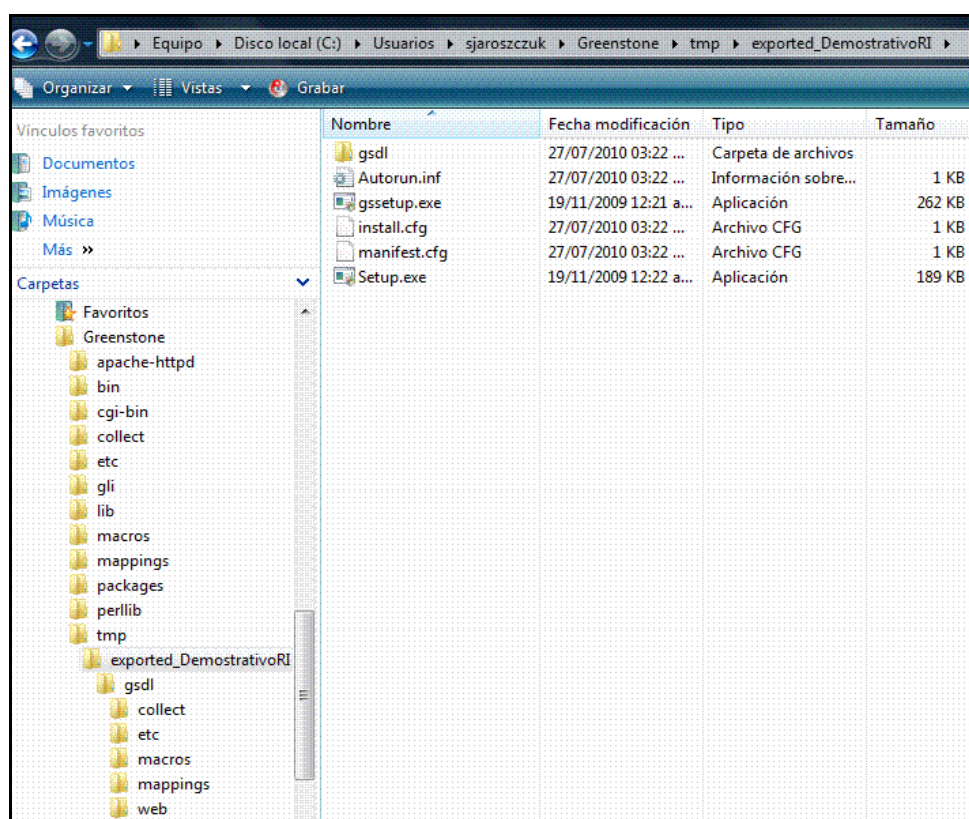 Equipo Disco local (C:) Usuarios sjaroszczuk Greenstone tmp exported_DemostrativoRI
Organizar Vistas Grabar
Vínculos favoritos
Documentos
Imágenes
Música
Más »
Carpetas
Favoritos
Greenstone
apache-httpd
bin
cgi-bin
collect
etc
gli
lib
macros
mappings
packages
perllib
tmp
exported_DemostrativoRI
gsdl
collect
etc
macros
mappings
web
Nombre Fecha modificación Tipo Tamaño
gsdl 27/07/2010 03:22 ... Carpeta de archivos
Autorun.inf 27/07/2010 03:22 ... Información sobre... 1 KB
gssetup.exe 19/11/2009 12:21 a... Aplicación 262 KB
install.cfg 27/07/2010 03:22 ... Archivo CFG 1 KB
manifest.cfg 27/07/2010 03:22 ... Archivo CFG 1 KB
Setup.exe 19/11/2009 12:22 a... Aplicación 189 KB